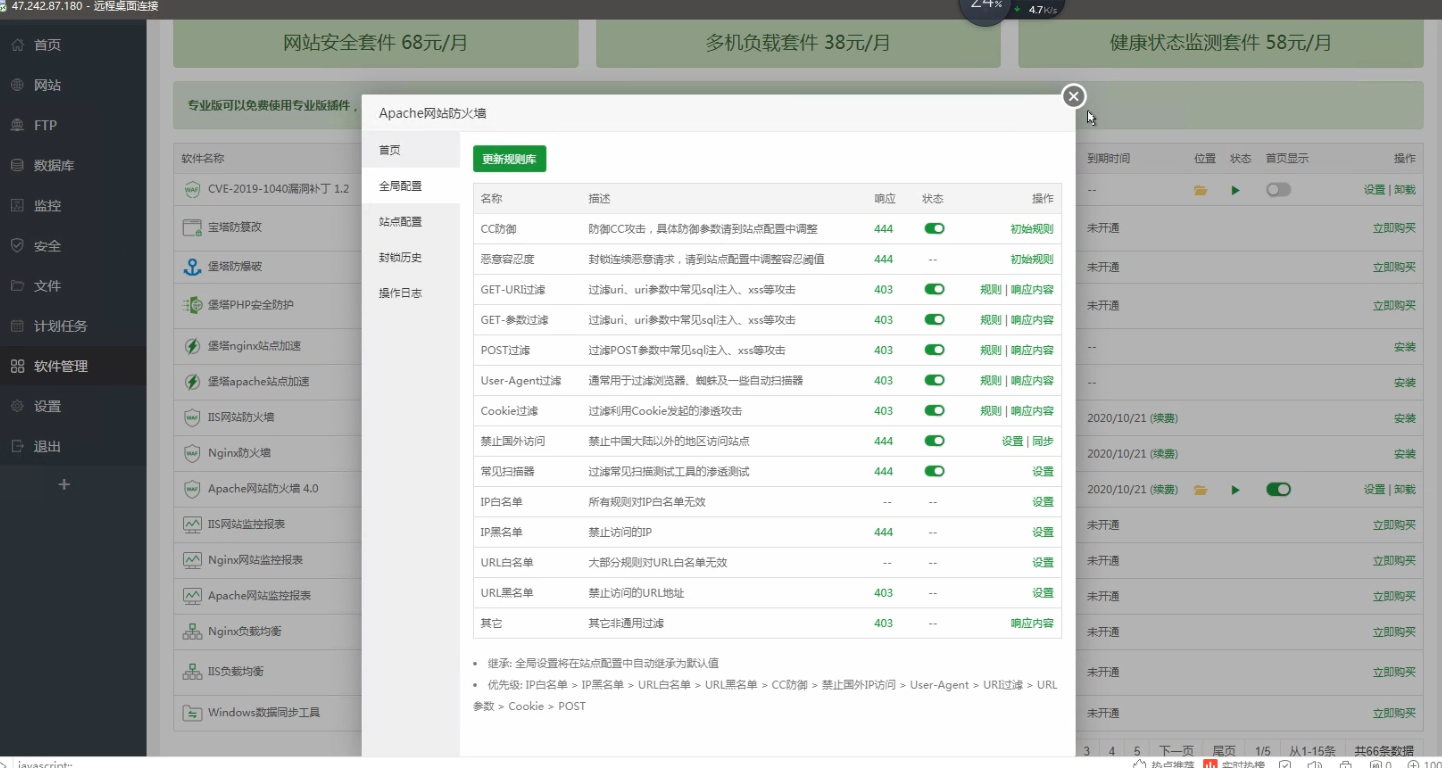 47.242.87.180 - 远程桌面连接
24%
4.7K/s
首页
网站
FTP
数据库
监控
安全
文件
计划任务
软件管理
设置
退出
+
网站安全套件 68元/月
多机负载套件 38元/月
健康状态监测套件 58元/月
专业版可以免费使用专业版插件，
软件名称 到期时间 位置 状态 首页显示 操作
CVE-2019-1040漏洞补丁 1.2 -- 设置 | 卸载
宝塔防篡改 未开通 立即购买
堡塔防爆破 未开通 立即购买
堡塔PHP安全防护 未开通 立即购买
堡塔nginx站点加速 -- 安装
堡塔apache站点加速 -- 安装
IIS网站防火墙 2020/10/21 (续费) 安装
Nginx防火墙 2020/10/21 (续费) 安装
Apache网站防火墙 4.0 2020/10/21 (续费) 设置 | 卸载
IIS网站监控报表 未开通 立即购买
Nginx网站监控报表 未开通 立即购买
Apache网站监控报表 未开通 立即购买
Nginx负载均衡 未开通 立即购买
IIS负载均衡 未开通 立即购买
Windows数据同步工具 未开通 立即购买
3 4 5 下一页 尾页 1/5 从1-15条 共66条数据
Apache网站防火墙
首页
全局配置
站点配置
封锁历史
操作日志
更新规则库
名称 描述 响应 状态 操作
CC防御 防御CC攻击，具体防御参数请到站点配置中调整 444 初始规则
恶意容忍度 封锁连续恶意请求，请到站点配置中调整容忍阈值 444 -- 初始规则
GET-URI过滤 过滤uri、uri参数中常见sql注入、xss等攻击 403 规则 | 响应内容
GET-参数过滤 过滤uri、uri参数中常见sql注入、xss等攻击 403 规则 | 响应内容
POST过滤 过滤POST参数中常见sql注入、xss等攻击 403 规则 | 响应内容
User-Agent过滤 通常用于过滤浏览器、蜘蛛及一些自动扫描器 403 规则 | 响应内容
Cookie过滤 过滤利用Cookie发起的渗透攻击 403 规则 | 响应内容
禁止国外访问 禁止中国大陆以外的地区访问站点 444 设置 | 同步
常见扫描器 过滤常见扫描测试工具的渗透测试 444 设置
IP白名单 所有规则对IP白名单无效 -- -- 设置
IP黑名单 禁止访问的IP 444 -- 设置
URL白名单 大部分规则对URL白名单无效 -- -- 设置
URL黑名单 禁止访问的URL地址 403 -- 设置
其它 其它非通用过滤 403 -- 响应内容
• 继承: 全局设置将在站点配置中自动继承为默认值
• 优先级: IP白名单 > IP黑名单 > URL白名单 > URL黑名单 > CC防御 > 禁止国外IP访问 > User-Agent > URI过滤 > URL
参数 > Cookie > POST
javascript:;
热点推荐 实时热榜 0 100